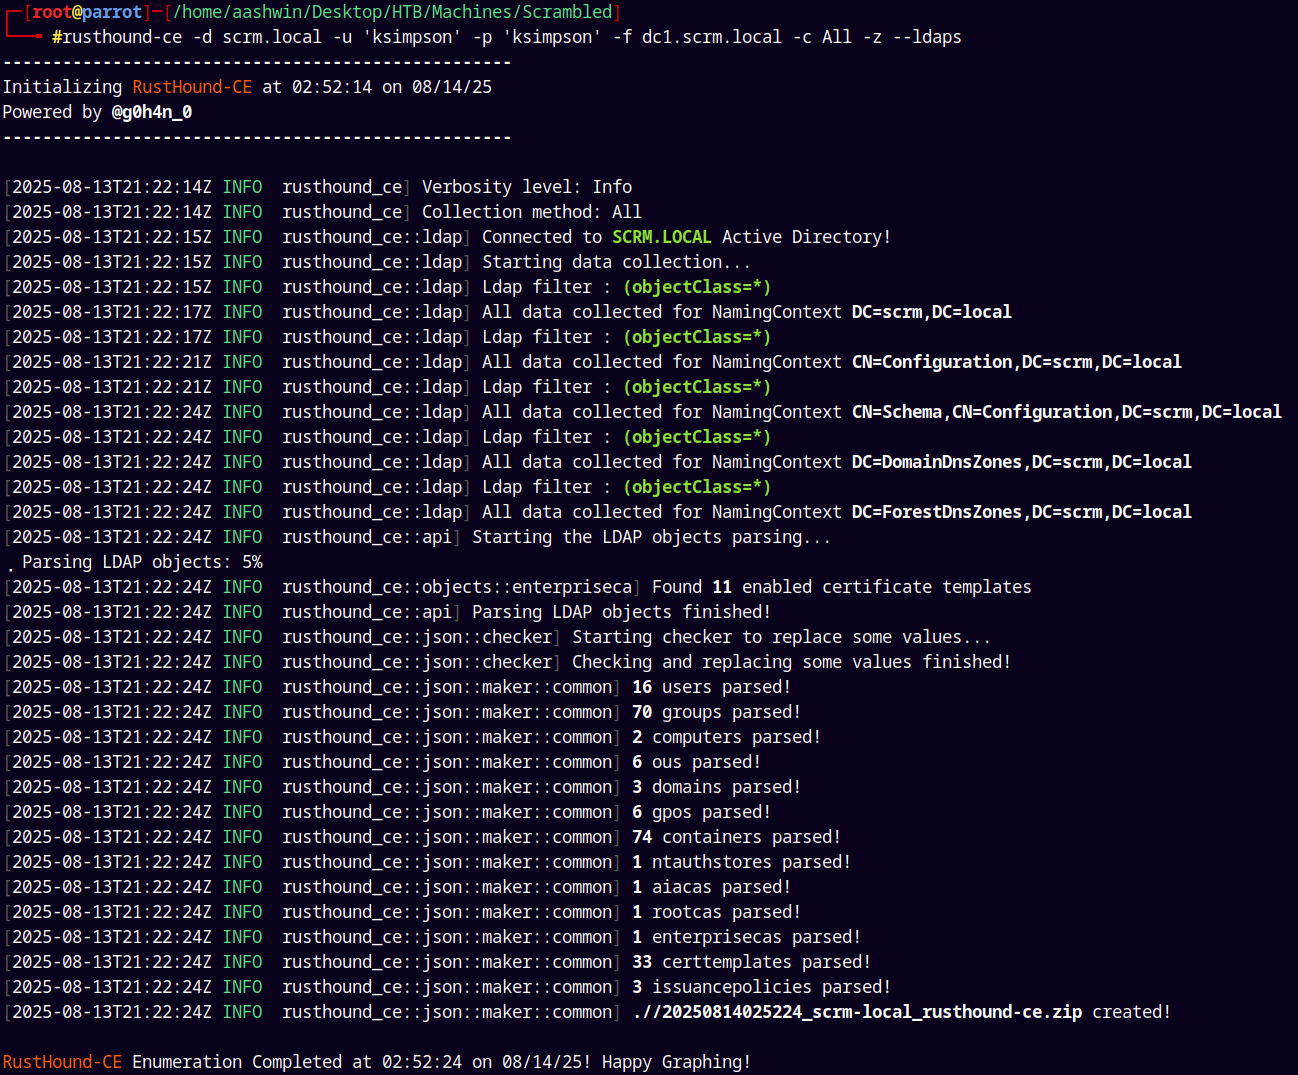 ┌─[root@parrot]─[/home/aashwin/Desktop/HTB/Machines/Scrambled]
└──╼ #rusthound-ce -d scrm.local -u 'ksimpson' -p 'ksimpson' -f dc1.scrm.local -c All -z --ldaps
---------------------------------------------------
Initializing RustHound-CE at 02:52:14 on 08/14/25
Powered by @g0h4n_0
---------------------------------------------------
[2025-08-13T21:22:14Z INFO  rusthound_ce] Verbosity level: Info
[2025-08-13T21:22:14Z INFO  rusthound_ce] Collection method: All
[2025-08-13T21:22:15Z INFO  rusthound_ce::ldap] Connected to SCRM.LOCAL Active Directory!
[2025-08-13T21:22:15Z INFO  rusthound_ce::ldap] Starting data collection...
[2025-08-13T21:22:15Z INFO  rusthound_ce::ldap] Ldap filter : (objectClass=*)
[2025-08-13T21:22:17Z INFO  rusthound_ce::ldap] All data collected for NamingContext DC=scrm,DC=local
[2025-08-13T21:22:17Z INFO  rusthound_ce::ldap] Ldap filter : (objectClass=*)
[2025-08-13T21:22:21Z INFO  rusthound_ce::ldap] All data collected for NamingContext CN=Configuration,DC=scrm,DC=local
[2025-08-13T21:22:21Z INFO  rusthound_ce::ldap] Ldap filter : (objectClass=*)
[2025-08-13T21:22:24Z INFO  rusthound_ce::ldap] All data collected for NamingContext CN=Schema,CN=Configuration,DC=scrm,DC=local
[2025-08-13T21:22:24Z INFO  rusthound_ce::ldap] Ldap filter : (objectClass=*)
[2025-08-13T21:22:24Z INFO  rusthound_ce::ldap] All data collected for NamingContext DC=DomainDnsZones,DC=scrm,DC=local
[2025-08-13T21:22:24Z INFO  rusthound_ce::ldap] Ldap filter : (objectClass=*)
[2025-08-13T21:22:24Z INFO  rusthound_ce::ldap] All data collected for NamingContext DC=ForestDnsZones,DC=scrm,DC=local
[2025-08-13T21:22:24Z INFO  rusthound_ce::api] Starting the LDAP objects parsing...
. Parsing LDAP objects: 5%
[2025-08-13T21:22:24Z INFO  rusthound_ce::objects::enterpriseca] Found 11 enabled certificate templates
[2025-08-13T21:22:24Z INFO  rusthound_ce::api] Parsing LDAP objects finished!
[2025-08-13T21:22:24Z INFO  rusthound_ce::json::checker] Starting checker to replace some values...
[2025-08-13T21:22:24Z INFO  rusthound_ce::json::checker] Checking and replacing some values finished!
[2025-08-13T21:22:24Z INFO  rusthound_ce::json::maker::common] 16 users parsed!
[2025-08-13T21:22:24Z INFO  rusthound_ce::json::maker::common] 70 groups parsed!
[2025-08-13T21:22:24Z INFO  rusthound_ce::json::maker::common] 2 computers parsed!
[2025-08-13T21:22:24Z INFO  rusthound_ce::json::maker::common] 6 ous parsed!
[2025-08-13T21:22:24Z INFO  rusthound_ce::json::maker::common] 3 domains parsed!
[2025-08-13T21:22:24Z INFO  rusthound_ce::json::maker::common] 6 gpos parsed!
[2025-08-13T21:22:24Z INFO  rusthound_ce::json::maker::common] 74 containers parsed!
[2025-08-13T21:22:24Z INFO  rusthound_ce::json::maker::common] 1 ntauthstores parsed!
[2025-08-13T21:22:24Z INFO  rusthound_ce::json::maker::common] 1 aiacas parsed!
[2025-08-13T21:22:24Z INFO  rusthound_ce::json::maker::common] 1 rootcas parsed!
[2025-08-13T21:22:24Z INFO  rusthound_ce::json::maker::common] 1 enterprisecas parsed!
[2025-08-13T21:22:24Z INFO  rusthound_ce::json::maker::common] 33 certtemplates parsed!
[2025-08-13T21:22:24Z INFO  rusthound_ce::json::maker::common] 3 issuancepolicies parsed!
[2025-08-13T21:22:24Z INFO  rusthound_ce::json::maker::common] .//20250814025224_scrm-local_rusthound-ce.zip created!
RustHound-CE Enumeration Completed at 02:52:24 on 08/14/25! Happy Graphing!